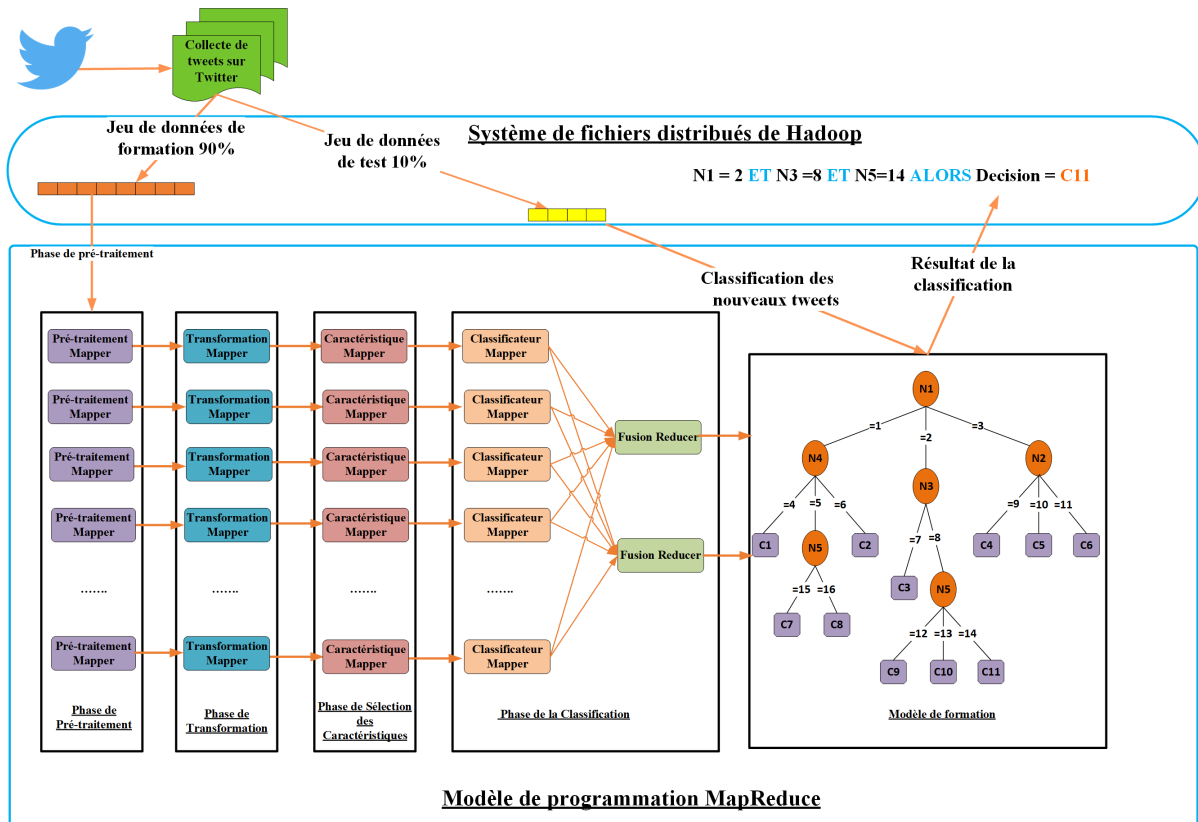 Collecte de
tweets sur
Twitter
Jeu de données de
formation 90%
Jeu de données
de test 10%
Système de fichiers distribués de Hadoop
N1 = 2 ET N3 =8 ET N5=14 ALORS Decision = C11
Phase de pré-traitement
Classification des
nouveaux tweets
Résultat de la
classification
Pré-traitement
Mapper
Transformation
Mapper
Caractéristique
Mapper
Classificateur
Mapper
Pré-traitement
Mapper
Transformation
Mapper
Caractéristique
Mapper
Classificateur
Mapper
Pré-traitement
Mapper
Transformation
Mapper
Caractéristique
Mapper
Classificateur
Mapper
Pré-traitement
Mapper
Transformation
Mapper
Caractéristique
Mapper
Classificateur
Mapper
.......
.......
.......
.......
Pré-traitement
Mapper
Transformation
Mapper
Caractéristique
Mapper
Classificateur
Mapper
Fusion Reducer
Fusion Reducer
Phase de
Pré-traitement
Phase de
Transformation
Phase de Sélection
des
Caractéristiques
Phase de la Classification
N1
=1
=2
=3
N4
N3
N2
=4
=5
=6
=7
=8
=9
=10
=11
C1
N5
C2
C3
N5
C4
C5
C6
=15
=16
C7
C8
=12
=13
=14
C9
C10
C11
Modèle de formation
Modèle de programmation MapReduce